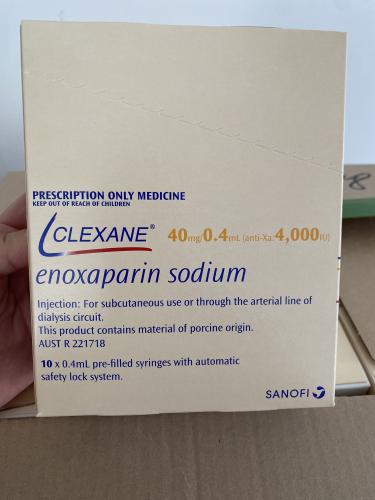 PRESCRIPTION ONLY MEDICINE
KEEP OUT OF REACH OF CHILDREN
CLEXANE® 40mg/0.4mL (anti-Xa: 4,000IU)
enoxaparin sodium
Injection: For subcutaneous use or through the arterial line of
dialysis circuit.
This product contains material of porcine origin.
AUST R 221718
10 x 0.4mL pre-filled syringes with automatic
safety lock system.
SANOFI